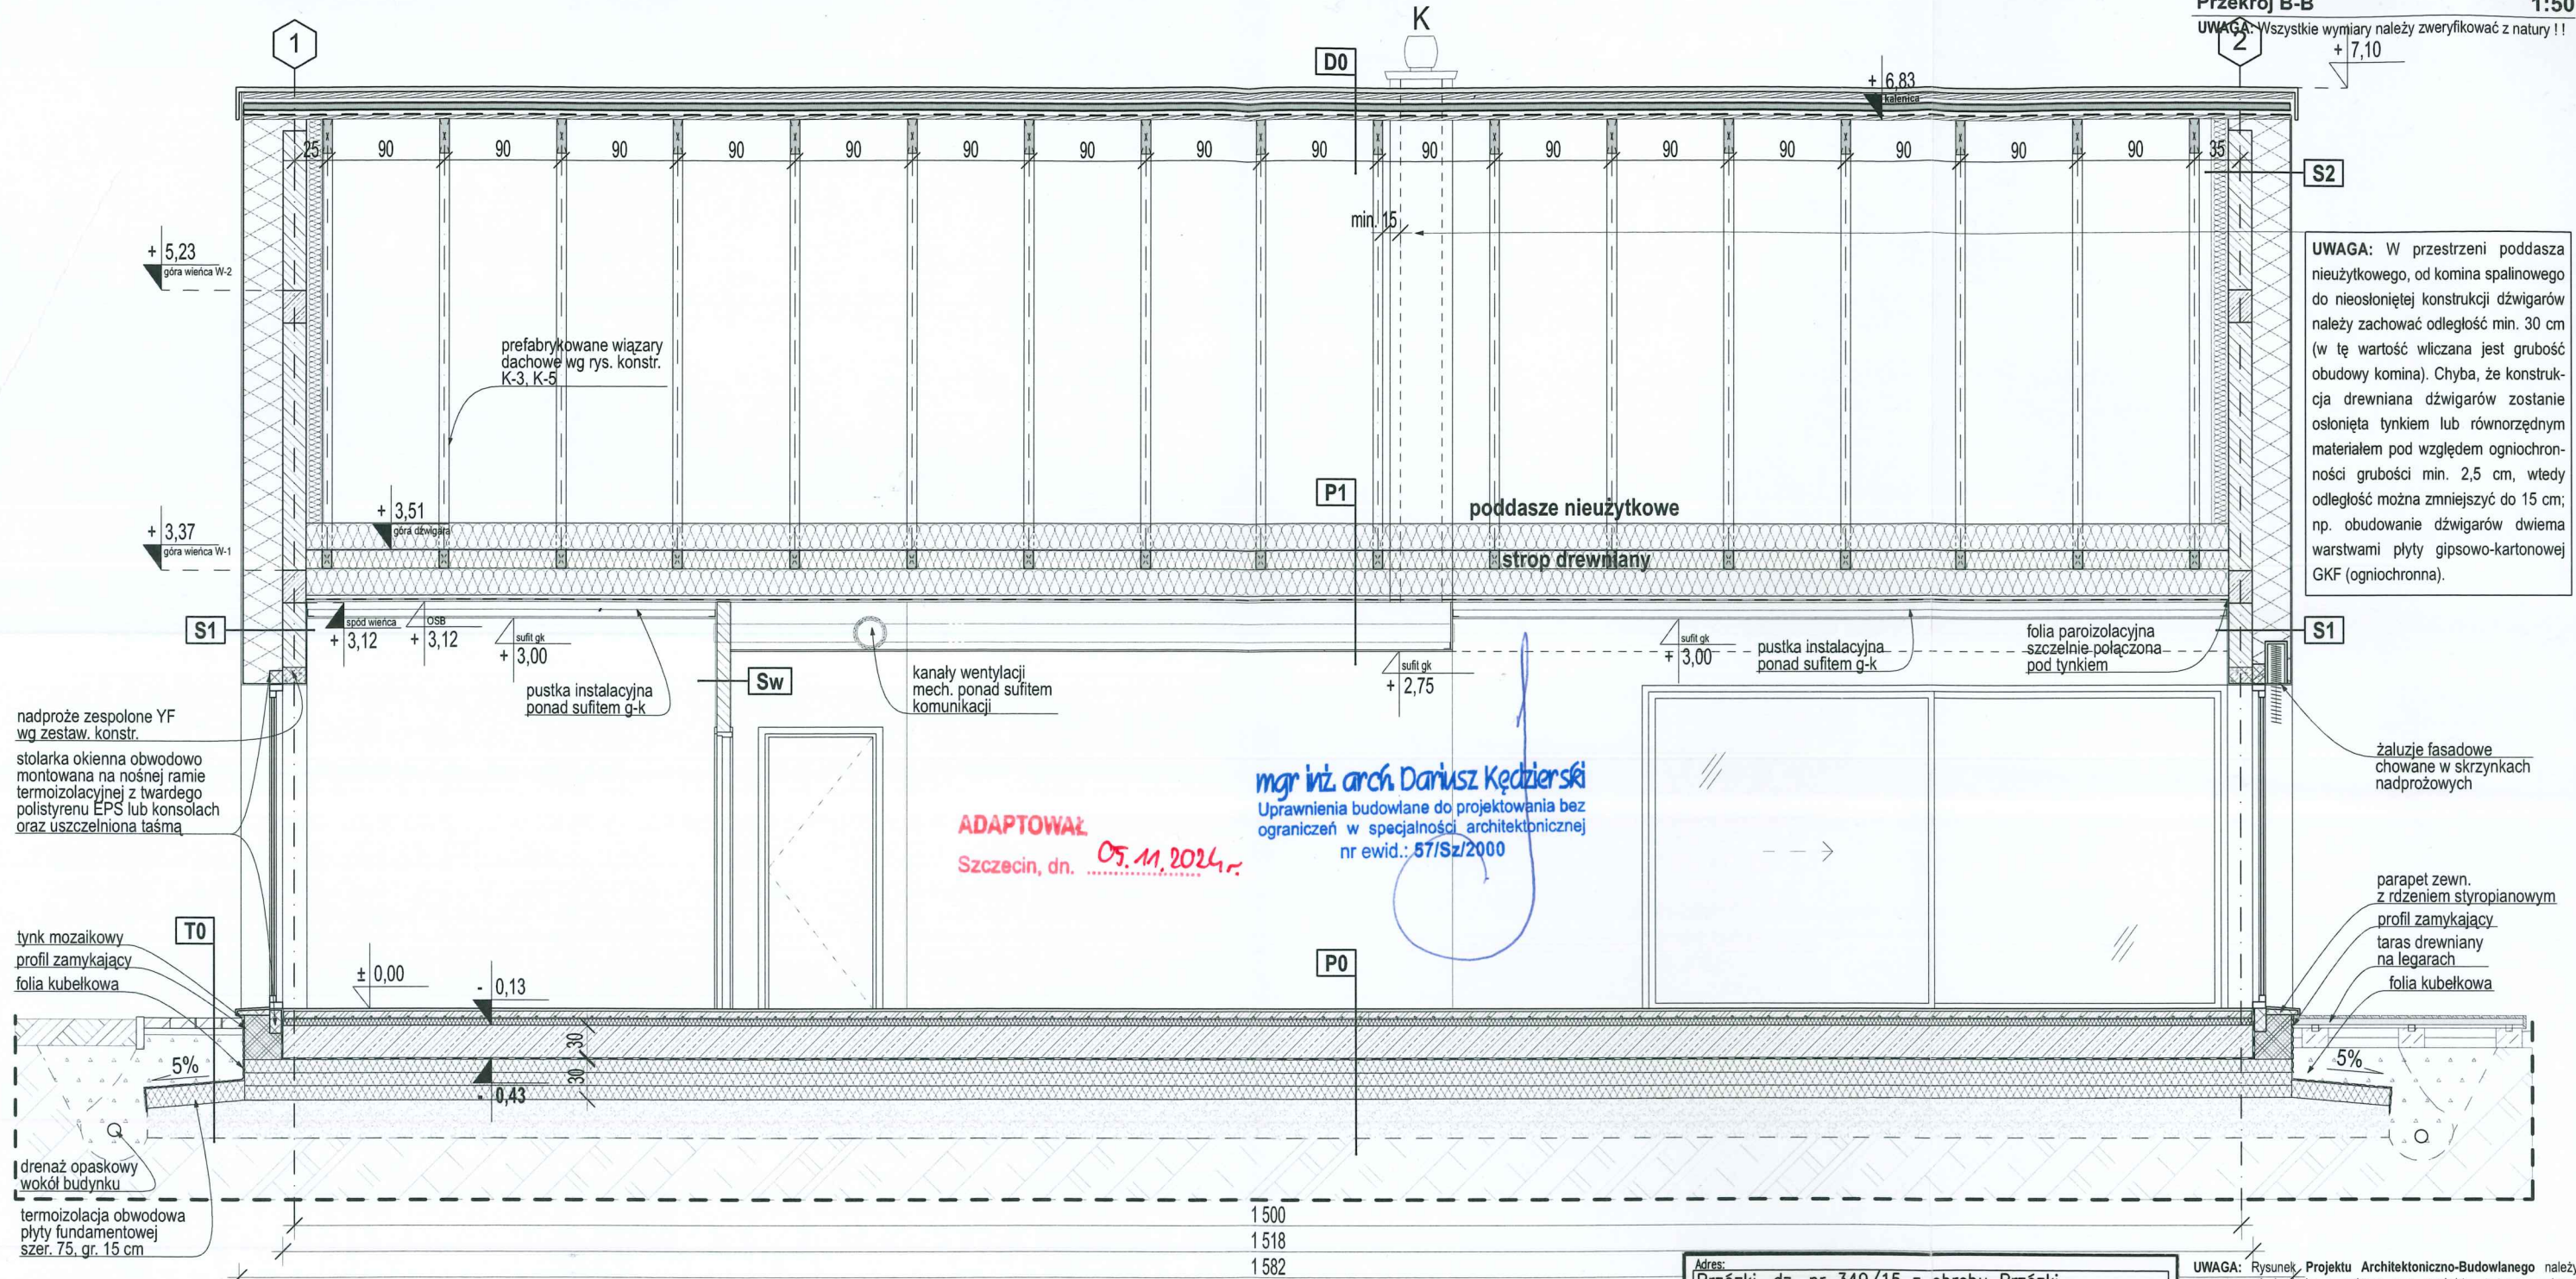 Przekrój B-B 1:50
UWAGA: Wszystkie wymiary należy zweryfikować z natury ! !
1
K
2
+ 7,10
D0
+ 6,83
kalenica
25 90 90 90 90 90 90 90 90 90 90 90 90 90 90 90 90 35
S2
min. 15
+ 5,23
góra wieńca W-2
UWAGA: W przestrzeni poddasza
nieużytkowego, od komina spalinowego
do nieosłoniętej konstrukcji dźwigarów
należy zachować odległość min. 30 cm
(w tę wartość wliczana jest grubość
obudowy komina). Chyba, że konstruk-
cja drewniana dźwigarów zostanie
osłonięta tynkiem lub równorzędnym
materiałem pod względem ogniochron-
ności grubości min. 2,5 cm, wtedy
odległość można zmniejszyć do 15 cm;
np. obudowanie dźwigarów dwiema
warstwami płyty gipsowo-kartonowej
GKF (ogniochronna).
prefabrykowane wiązary
dachowe wg rys. konstr.
K-3, K-5
P1
+ 3,51
góra dźwigara
poddasze nieużytkowe
+ 3,37
góra wieńca W-1
strop drewniany
S1
spód wieńca
+ 3,12
OSB
+ 3,12
sufit gk
+ 3,00
pustka instalacyjna
ponad sufitem g-k
Sw
kanały wentylacji
mech. ponad sufitem
komunikacji
sufit gk
+ 2,75
sufit gk
+ 3,00
pustka instalacyjna
ponad sufitem g-k
folia paroizolacyjna
szczelnie połączona
pod tynkiem
S1
nadproże zespolone YF
wg zestaw. konstr.
stolarka okienna obwodowo
montowana na nośnej ramie
termoizolacyjnej z twardego
polistyrenu EPS lub konsolach
oraz uszczelniona taśmą
żaluzje fasadowe
chowane w skrzynkach
nadprożowych
ADAPTOWAŁ
Szczecin, dn. 05.11.2024 r.
mgr inż. arch. Dariusz Kędzierski
Uprawnienia budowlane do projektowania bez
ograniczeń w specjalności architektonicznej
nr ewid.: 57/Sz/2000
parapet zewn.
z rdzeniem styropianowym
profil zamykający
taras drewniany
na legarach
folia kubełkowa
T0
tynk mozaikowy
profil zamykający
folia kubełkowa
± 0,00
- 0,13
P0
30
30
- 0,43
5%
5%
drenaż opaskowy
wokół budynku
termoizolacja obwodowa
płyty fundamentowej
szer. 75, gr. 15 cm
1 500
1 518
1 582
Adres:
UWAGA: Rysunek Projektu Architektoniczno-Budowlanego należy